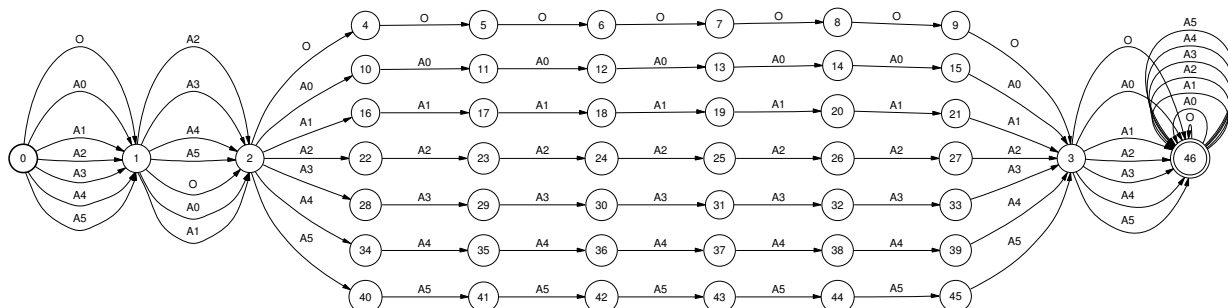 O A2 O 4 O 5 O 6 O 7 O 8 O 9 O O A5
A4
A3
A2
A1
A0
O
A0 A3 A0 10 A0 11 A0 12 A0 13 A0 14 A0 15 A0 A0
A1 A4 A1 16 A1 17 A1 18 A1 19 A1 20 A1 21 A1 A1
0 A2 1 A5 2 A2 22 A2 23 A2 24 A2 25 A2 26 A2 27 A2 3 A2 46
A3 O A3 28 A3 29 A3 30 A3 31 A3 32 A3 33 A3 A3
A4 A0 A4 34 A4 35 A4 36 A4 37 A4 38 A4 39 A4 A4
A5 A1 A5 40 A5 41 A5 42 A5 43 A5 44 A5 45 A5 A5